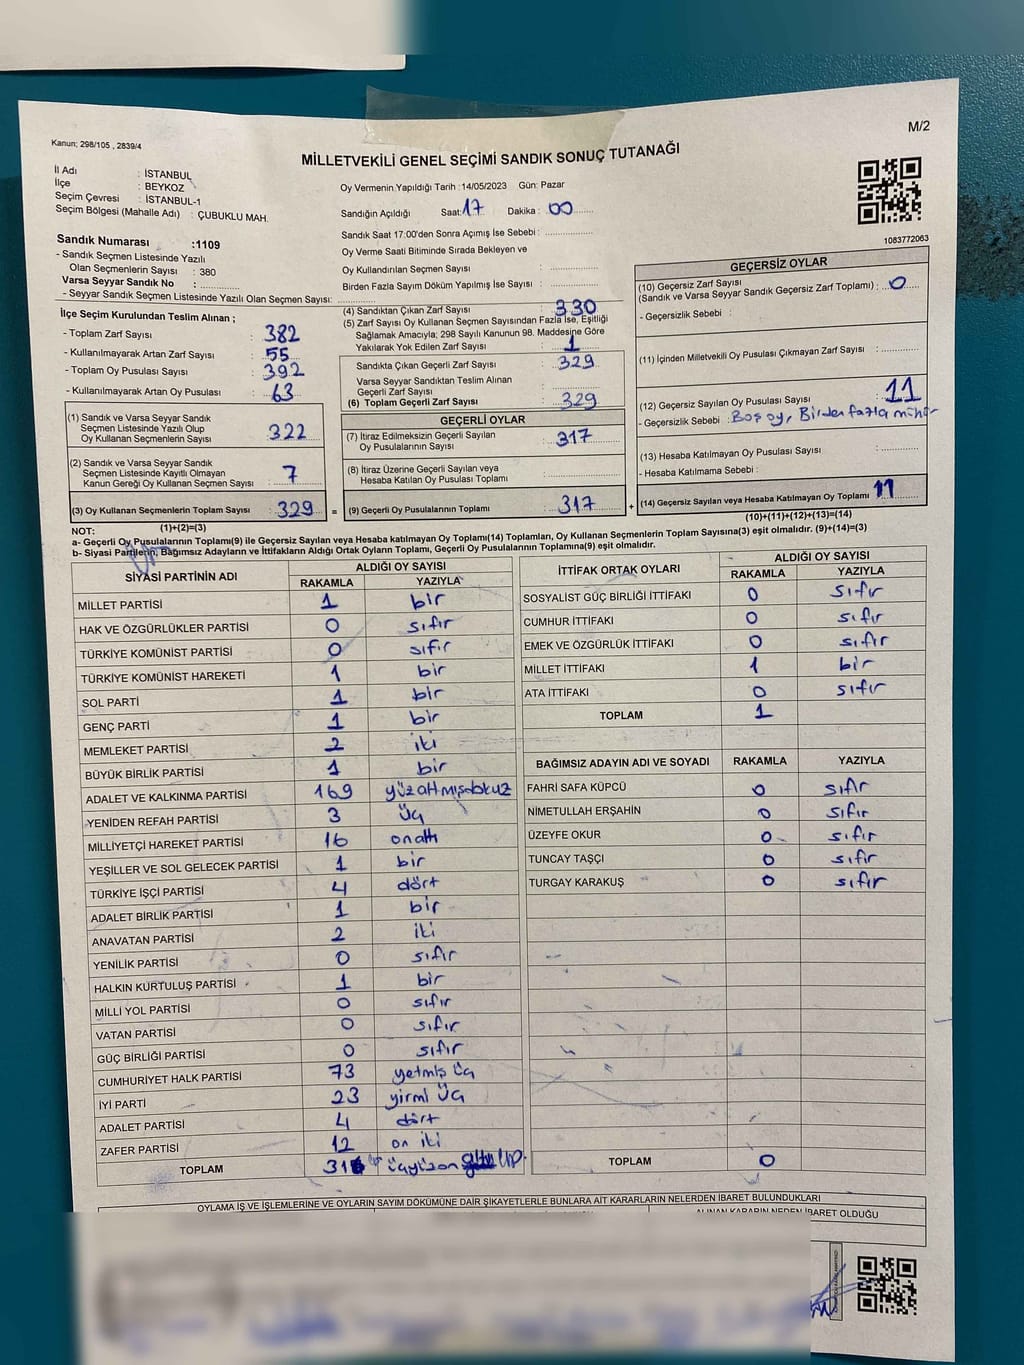 M/2
Kanun: 298/105 , 2839/4
MİLLETVEKİLİ GENEL SEÇİMİ SANDIK SONUÇ TUTANAĞI
İl Adı : İSTANBUL
İlçe : BEYKOZ
Seçim Çevresi : İSTANBUL-1
Seçim Bölgesi (Mahalle Adı) : ÇUBUKLU MAH.
Oy Vermenin Yapıldığı Tarih :14/05/2023 Gün: Pazar
Sandığın Açıldığı Saat: 17 Dakika : 00
Sandık Saat 17:00'den Sonra Açımış İse Sebebi :
Oy Verme Saati Bitiminde Sırada Bekleyen ve
Oy Kullandırılan Seçmen Sayısı :
Birden Fazla Sayım Döküm Yapılmış İse Sayısı :
1083772063
Sandık Numarası :1109
- Sandık Seçmen Listesinde Yazılı
Olan Seçmenlerin Sayısı : 380
Varsa Seyyar Sandık No :
- Seyyar Sandık Seçmen Listesinde Yazılı Olan Seçmen Sayısı:
İlçe Seçim Kurulundan Teslim Alınan ;
- Toplam Zarf Sayısı : 382
- Kullanılmayarak Artan Zarf Sayısı : 55
- Toplam Oy Pusulası Sayısı : 392
- Kullanılmayarak Artan Oy Pusulası : 63
(1) Sandık ve Varsa Seyyar Sandık
Seçmen Listesinde Yazılı Olup
Oy Kullanan Seçmenlerin Sayısı : 322
(2) Sandık ve Varsa Seyyar Sandık
Seçmen Listesinde Kayıtlı Olmayan
Kanun Gereği Oy Kullanan Seçmen Sayısı : 7
(3) Oy Kullanan Seçmenlerin Toplam Sayısı : 329
(1)+(2)=(3)
(4) Sandıktan Çıkan Zarf Sayısı : 330
(5) Zarf Sayısı Oy Kullanan Seçmen Sayısından Fazla İse, Eşitliği
Sağlamak Amacıyla; 298 Sayılı Kanunun 98. Maddesine Göre
Yakılarak Yok Edilen Zarf Sayısı : 1
Sandıkta Çıkan Geçerli Zarf Sayısı : 329
Varsa Seyyar Sandıktan Teslim Alınan
Geçerli Zarf Sayısı :
(6) Toplam Geçerli Zarf Sayısı : 329
GEÇERLİ OYLAR
(7) İtiraz Edilmeksizin Geçerli Sayılan
Oy Pusulalarının Sayısı : 317
(8) İtiraz Üzerine Geçerli Sayılan veya
Hesaba Katılan Oy Pusulası Toplamı :
= (9) Geçerli Oy Pusulalarının Toplamı : 317 +
GEÇERSİZ OYLAR
(10) Geçersiz Zarf Sayısı
(Sandık ve Varsa Seyyar Sandık Geçersiz Zarf Toplamı) : 0
- Geçersizlik Sebebi :
(11) İçinden Milletvekili Oy Pusulası Çıkmayan Zarf Sayısı :
(12) Geçersiz Sayılan Oy Pusulası Sayısı : 11
- Geçersizlik Sebebi : Boş oy, Birden fazla mühür
(13) Hesaba Katılmayan Oy Pusulası Sayısı :
- Hesaba Katılmama Sebebi :
(14) Geçersiz Sayılan veya Hesaba Katılmayan Oy Toplamı 11
(10)+(11)+(12)+(13)=(14)
NOT:
a- Geçerli Oy Pusulalarının Toplamı(9) ile Geçersiz Sayılan veya Hesaba katılmayan Oy Toplamı(14) Toplamları, Oy Kullanan Seçmenlerin Toplam Sayısına(3) eşit olmalıdır. (9)+(14)=(3)
b- Siyasi Partilerin, Bağımsız Adayların ve İttifakların Aldığı Ortak Oyların Toplamı, Geçerli Oy Pusulalarının Toplamına(9) eşit olmalıdır.
SİYASİ PARTİNİN ADI ALDIĞI OY SAYISI
RAKAMLA YAZIYLA
MİLLET PARTİSİ 1 bir
HAK VE ÖZGÜRLÜKLER PARTİSİ 0 sıfır
TÜRKİYE KOMÜNİST PARTİSİ 0 sıfır
TÜRKİYE KOMÜNİST HAREKETİ 1 bir
SOL PARTİ 1 bir
GENÇ PARTİ 1 bir
MEMLEKET PARTİSİ 2 iki
BÜYÜK BİRLİK PARTİSİ 1 bir
ADALET VE KALKINMA PARTİSİ 169 yüzaltmışdokuz
YENİDEN REFAH PARTİSİ 3 üç
MİLLİYETÇİ HAREKET PARTİSİ 16 onaltı
YEŞİLLER VE SOL GELECEK PARTİSİ 1 bir
TÜRKİYE İŞÇİ PARTİSİ 4 dört
ADALET BİRLİK PARTİSİ 1 bir
ANAVATAN PARTİSİ 2 iki
YENİLİK PARTİSİ 0 sıfır
HALKIN KURTULUŞ PARTİSİ 1 bir
MİLLİ YOL PARTİSİ 0 sıfır
VATAN PARTİSİ 0 sıfır
GÜÇ BİRLİĞİ PARTİSİ 0 sıfır
CUMHURİYET HALK PARTİSİ 73 yetmiş üç
İYİ PARTİ 23 yirmi üç
ADALET PARTİSİ 4 dört
ZAFER PARTİSİ 12 on iki
TOPLAM 316 üçyüzon
İTTİFAK ORTAK OYLARI ALDIĞI OY SAYISI
RAKAMLA YAZIYLA
SOSYALİST GÜÇ BİRLİĞİ İTTİFAKI 0 sıfır
CUMHUR İTTİFAKI 0 sıfır
EMEK VE ÖZGÜRLÜK İTTİFAKI 0 sıfır
MİLLET İTTİFAKI 1 bir
ATA İTTİFAKI 0 sıfır
TOPLAM 1
BAĞIMSIZ ADAYIN ADI VE SOYADI RAKAMLA YAZIYLA
FAHRİ SAFA KÜPCÜ 0 sıfır
NİMETULLAH ERŞAHİN 0 sıfır
ÜZEYFE OKUR 0 sıfır
TUNCAY TAŞÇI 0 sıfır
TURGAY KARAKUŞ 0 sıfır
TOPLAM 0
OYLAMA İŞ VE İŞLEMLERİNE VE OYLARIN SAYIM DÖKÜMÜNE DAİR ŞİKAYETLERLE BUNLARA AİT KARARLARIN NELERDEN İBARET BULUNDUKLARI
ALINAN KARARIN NEDEN İBARET OLDUĞU